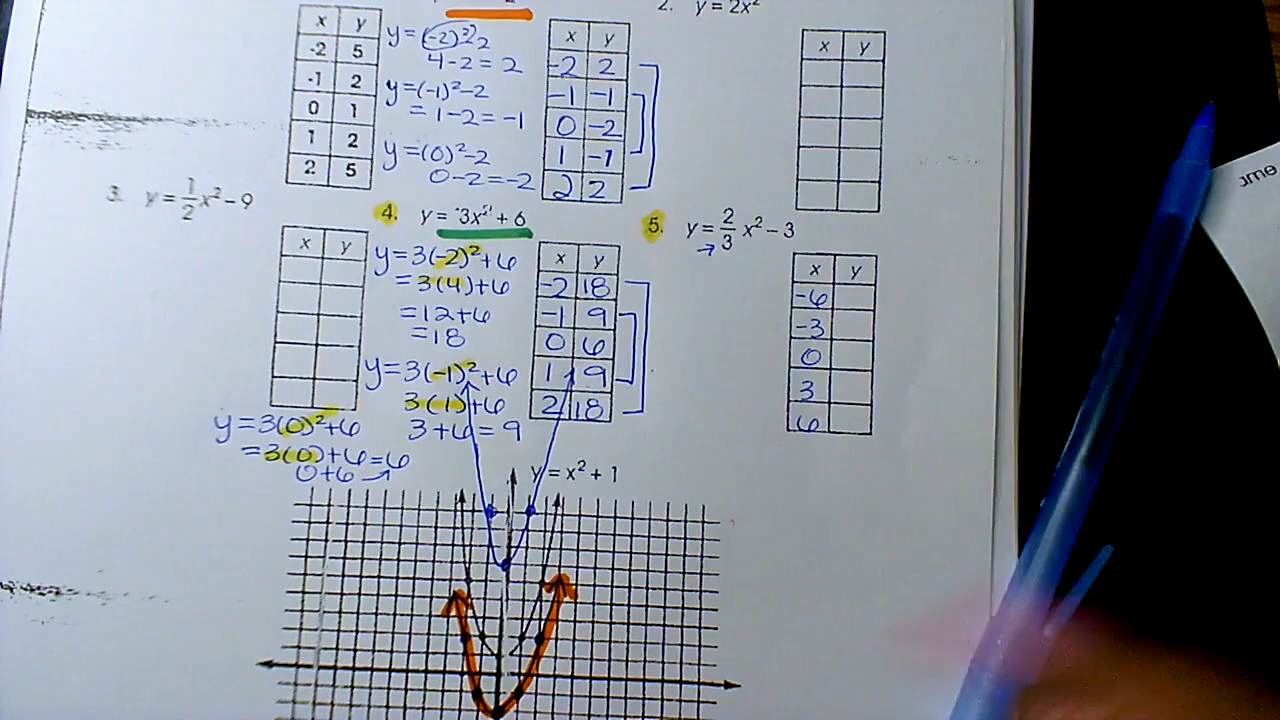 2. y = 2x²
x y
-2 5
-1 2
0 1
1 2
2 5
y = (-2)²-2
4-2 = 2
y = (-1)²-2
= 1-2 = -1
y = (0)²-2
0-2 = -2
x y
-2 2
-1 -1
0 -2
1 -1
2 2
x y
3. y = 1/2 x² - 9
x y
4. y = 3x² + 6
y = 3(-2)²+6
= 3(4)+6
= 12+6
= 18
y = 3(-1)²+6
3(1)+6
3+6 = 9
y = 3(0)²+6
= 3(0)+6 = 6
0+6
x y
-2 18
-1 9
0 6
1 9
2 18
5. y = 2/3 x² - 3
x y
-6
-3
0
3
6
y = x² + 1